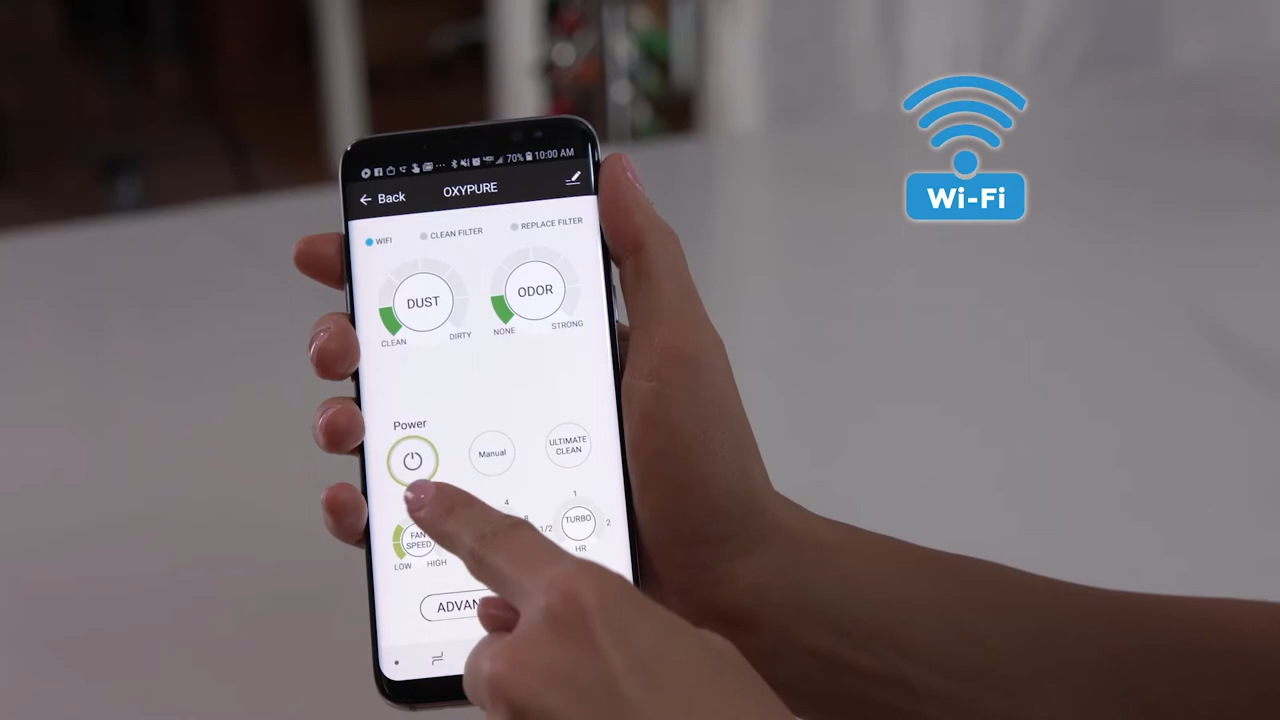 70% 10:00 AM
Back
OXYPURE
WIFI
CLEAN FILTER
REPLACE FILTER
DUST
ODOR
CLEAN
DIRTY
NONE
STRONG
Power
Manual
ULTIMATE
CLEAN
4
8
1
1/2
2
FAN
SPEED
TURBO
LOW
HIGH
HR
ADVAN
Wi-Fi